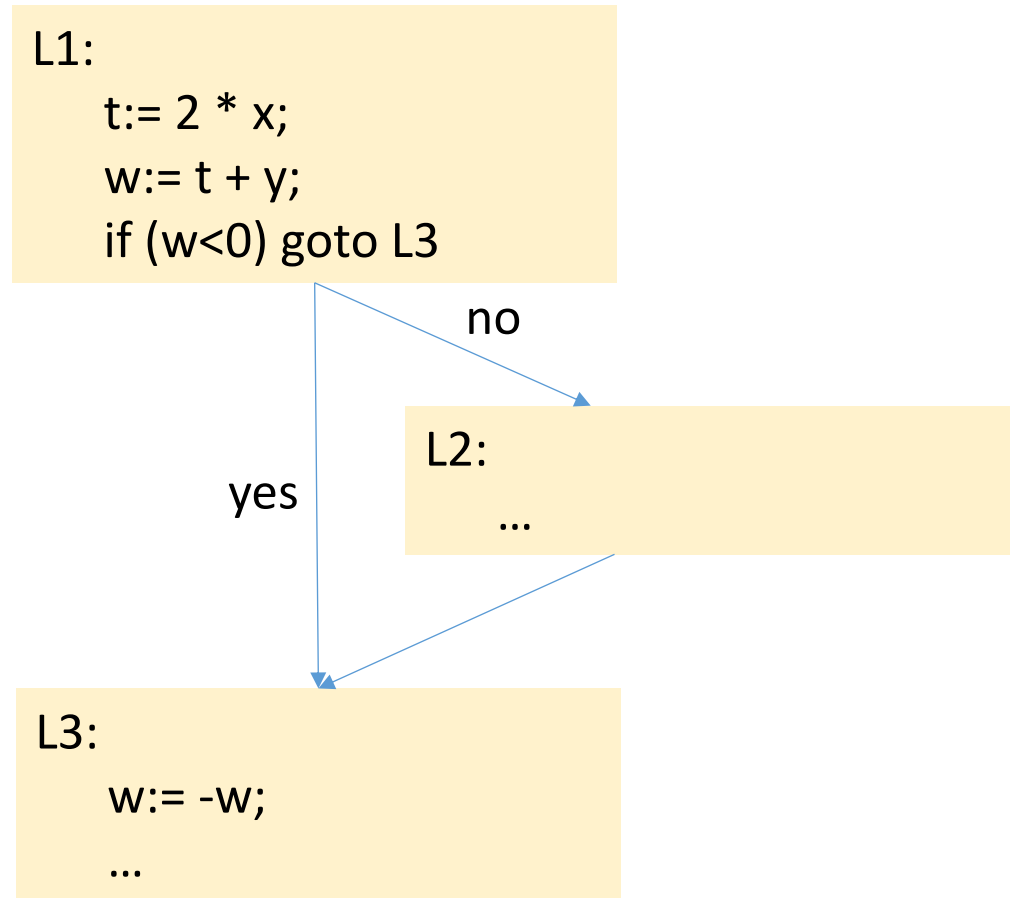 L1:
t:= 2 * x;
w:= t + y;
if (w<0) goto L3
no
L2:
...
yes
L3:
w:= -w;
...